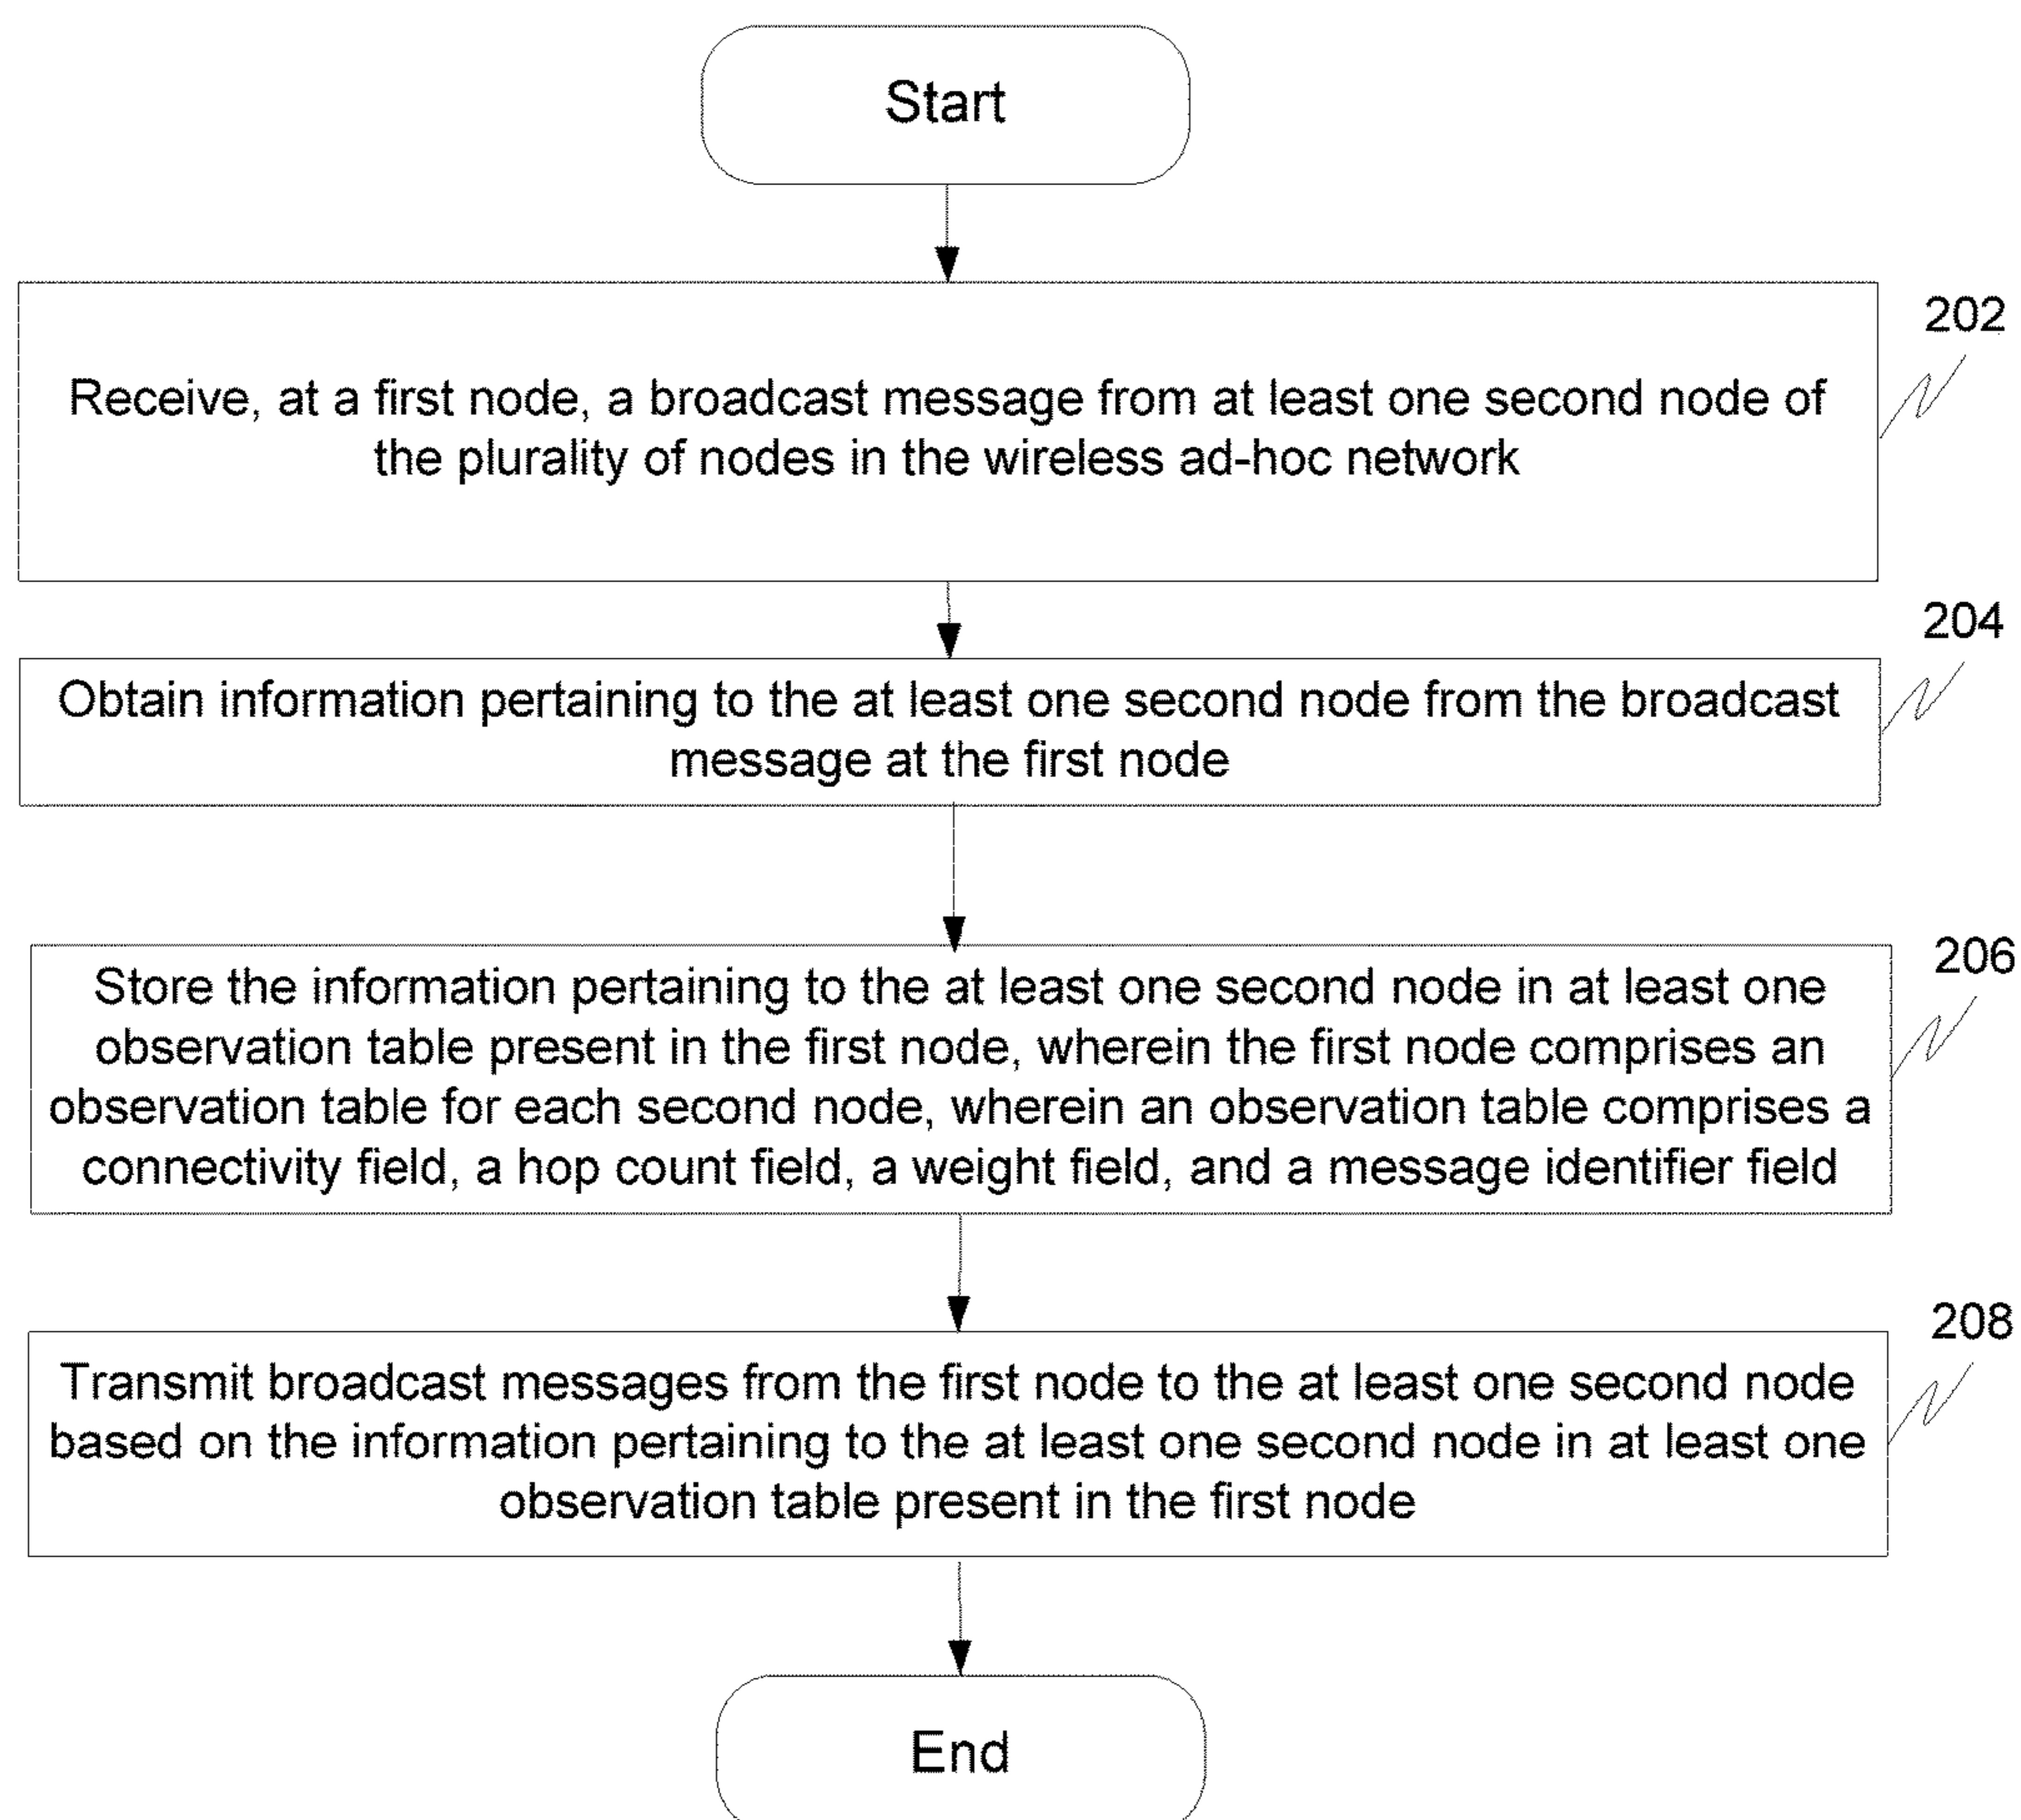 Start
202
Receive, at a first node, a broadcast message from at least one second node of
the plurality of nodes in the wireless ad-hoc network
204
Obtain information pertaining to the at least one second node from the broadcast
message at the first node
206
Store the information pertaining to the at least one second node in at least one
observation table present in the first node, wherein the first node comprises an
observation table for each second node, wherein an observation table comprises a
connectivity field, a hop count field, a weight field, and a message identifier field
208
Transmit broadcast messages from the first node to the at least one second node
based on the information pertaining to the at least one second node in at least one
observation table present in the first node
End